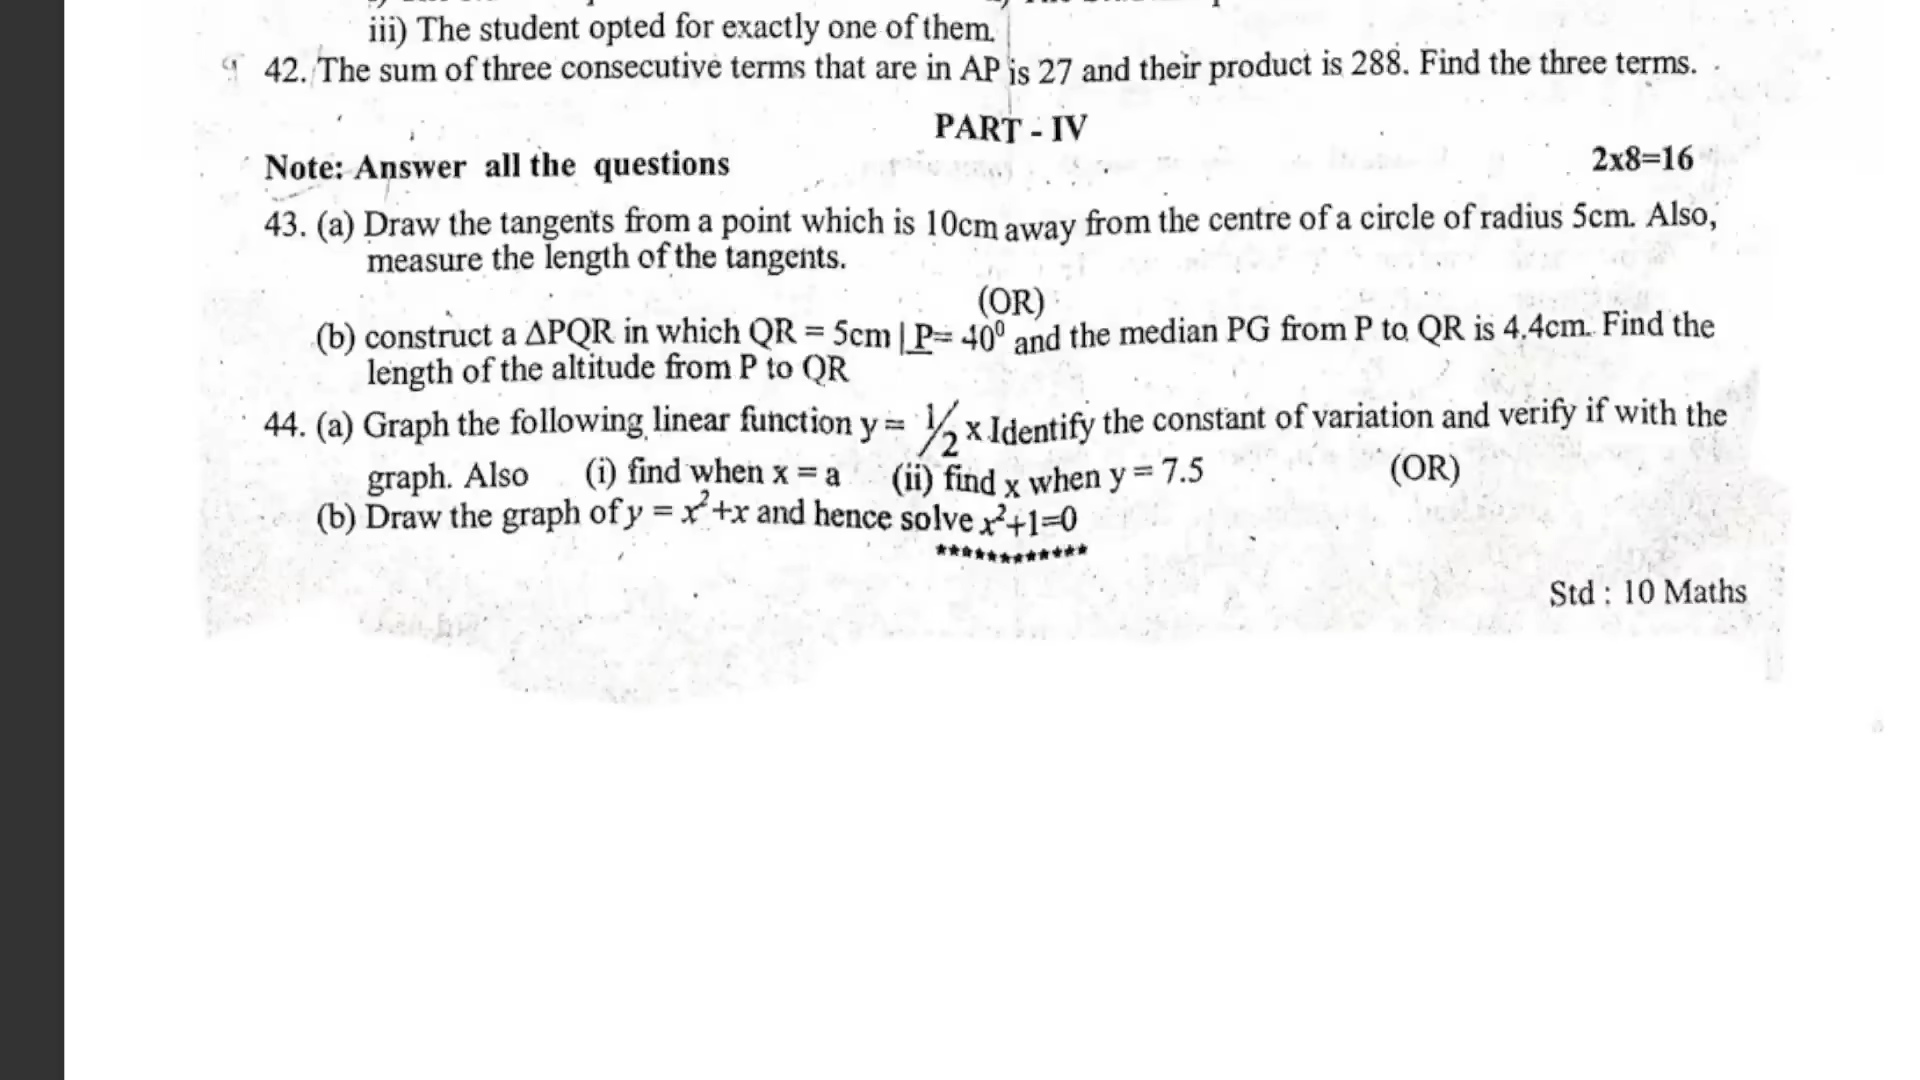 iii) The student opted for exactly one of them.
42. The sum of three consecutive terms that are in AP is 27 and their product is 288. Find the three terms.
PART - IV
Note: Answer all the questions 2x8=16
43. (a) Draw the tangents from a point which is 10cm away from the centre of a circle of radius 5cm. Also,
measure the length of the tangents.
(OR)
(b) construct a ΔPQR in which QR = 5cm |P= 40⁰ and the median PG from P to QR is 4.4cm. Find the
length of the altitude from P to QR
44. (a) Graph the following linear function y = 1/2 x Identify the constant of variation and verify if with the
graph. Also (i) find when x = a (ii) find x when y = 7.5 (OR)
(b) Draw the graph of y = x²+x and hence solve x²+1=0
************
Std : 10 Maths